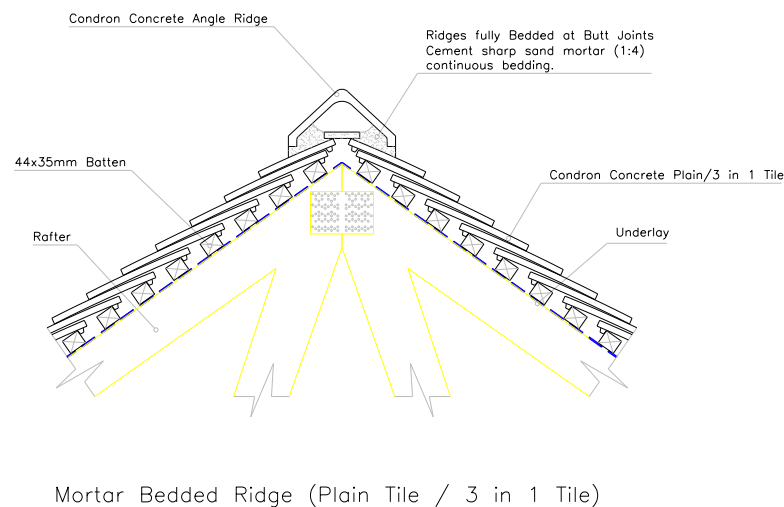 Condron Concrete Angle Ridge
Ridges fully Bedded at Butt Joints
Cement sharp sand mortar (1:4)
continuous bedding.
44x35mm Batten
Condron Concrete Plain/3 in 1 Tile
Rafter
Underlay
Mortar Bedded Ridge (Plain Tile / 3 in 1 Tile)